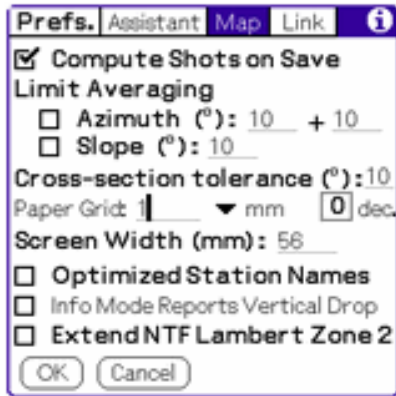 Prefs. Assistant Map Link i
Compute Shots on Save
Limit Averaging
Azimuth (°): 10 + 10
Slope (°): 10
Cross-section tolerance (°): 10
Paper Grid: 1 mm 0 dec.
Screen Width (mm): 56
Optimized Station Names
Info Mode Reports Vertical Drop
Extend NTF Lambert Zone 2
OK Cancel